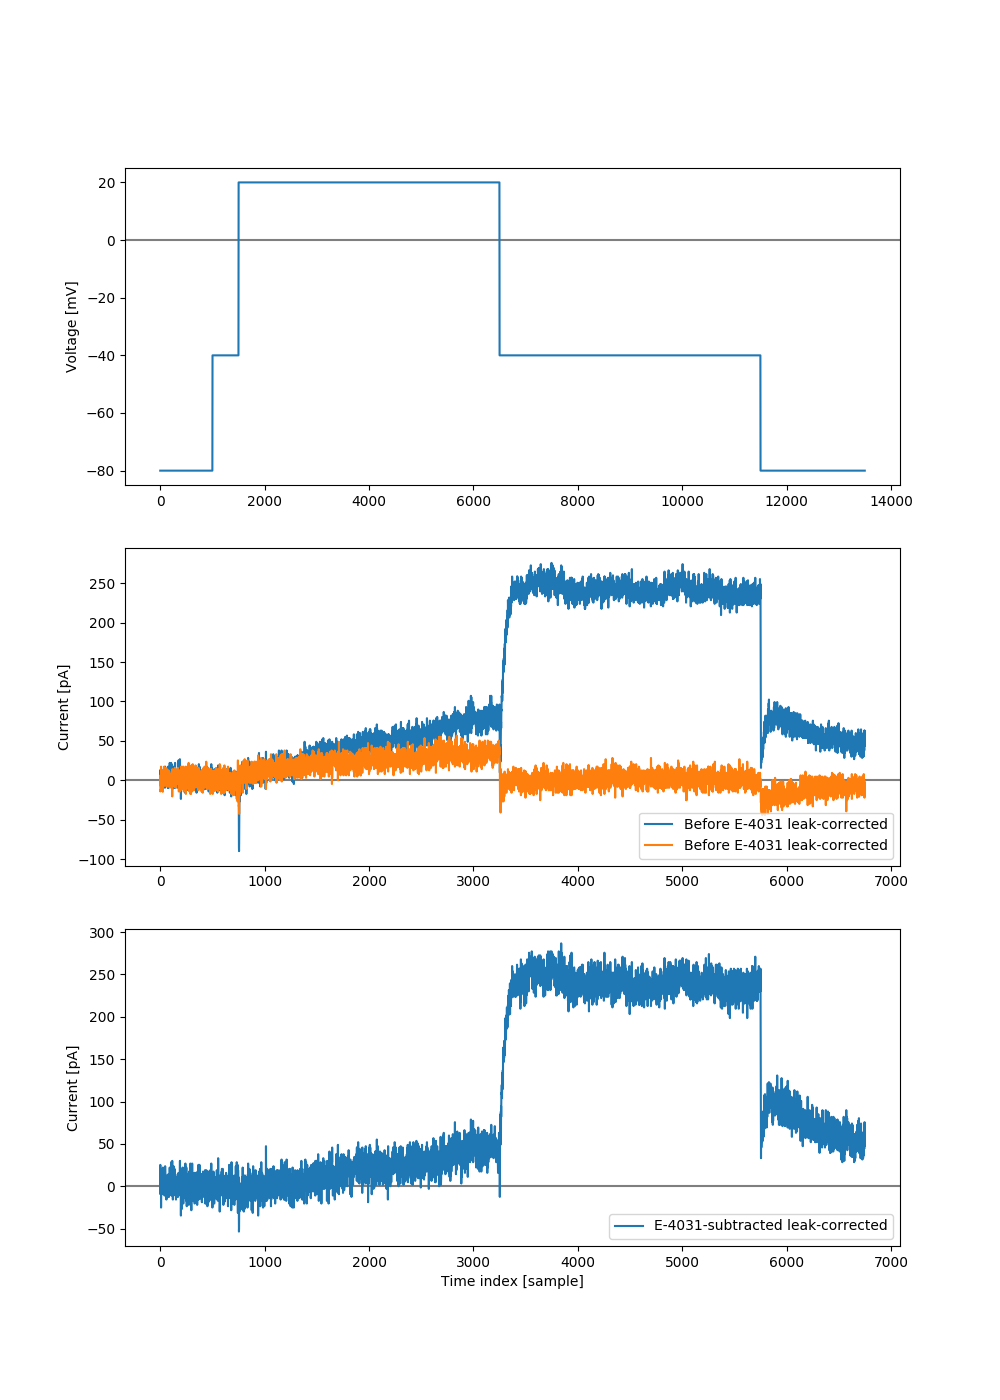 20
0
−20
−40
−60
−80
Voltage [mV]
0 2000 4000 6000 8000 10000 12000 14000
250
200
150
100
50
0
−50
−100
Current [pA]
Before E-4031 leak-corrected
Before E-4031 leak-corrected
0 1000 2000 3000 4000 5000 6000 7000
300
250
200
150
100
50
0
−50
Current [pA]
E-4031-subtracted leak-corrected
0 1000 2000 3000 4000 5000 6000 7000
Time index [sample]